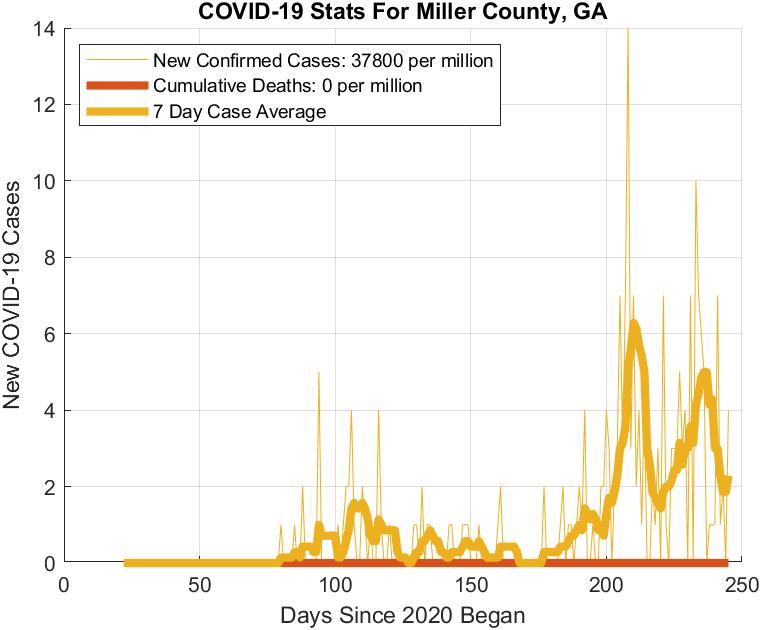 COVID-19 Stats For Miller County, GA
New Confirmed Cases: 37800 per million
Cumulative Deaths: 0 per million
7 Day Case Average
New COVID-19 Cases
14
12
10
8
6
4
2
0
0 50 100 150 200 250
Days Since 2020 Began